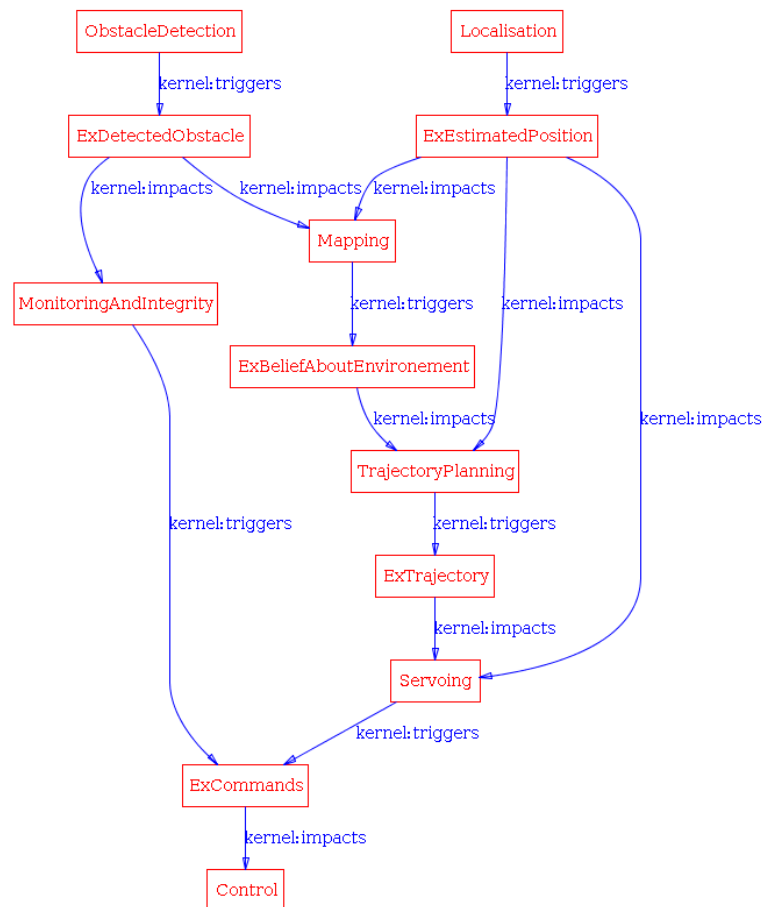 ObstacleDetection
Localisation
kernel:triggers
kernel:triggers
ExDetectedObstacle
ExEstimatedPosition
kernel:impacts
kernel:impacts
kernel:impacts
Mapping
MonitoringAndIntegrity
kernel:triggers
kernel:impacts
ExBeliefAboutEnvironement
kernel:impacts
kernel:impacts
TrajectoryPlanning
kernel:triggers
kernel:triggers
ExTrajectory
kernel:impacts
Servoing
kernel:triggers
ExCommands
kernel:impacts
Control